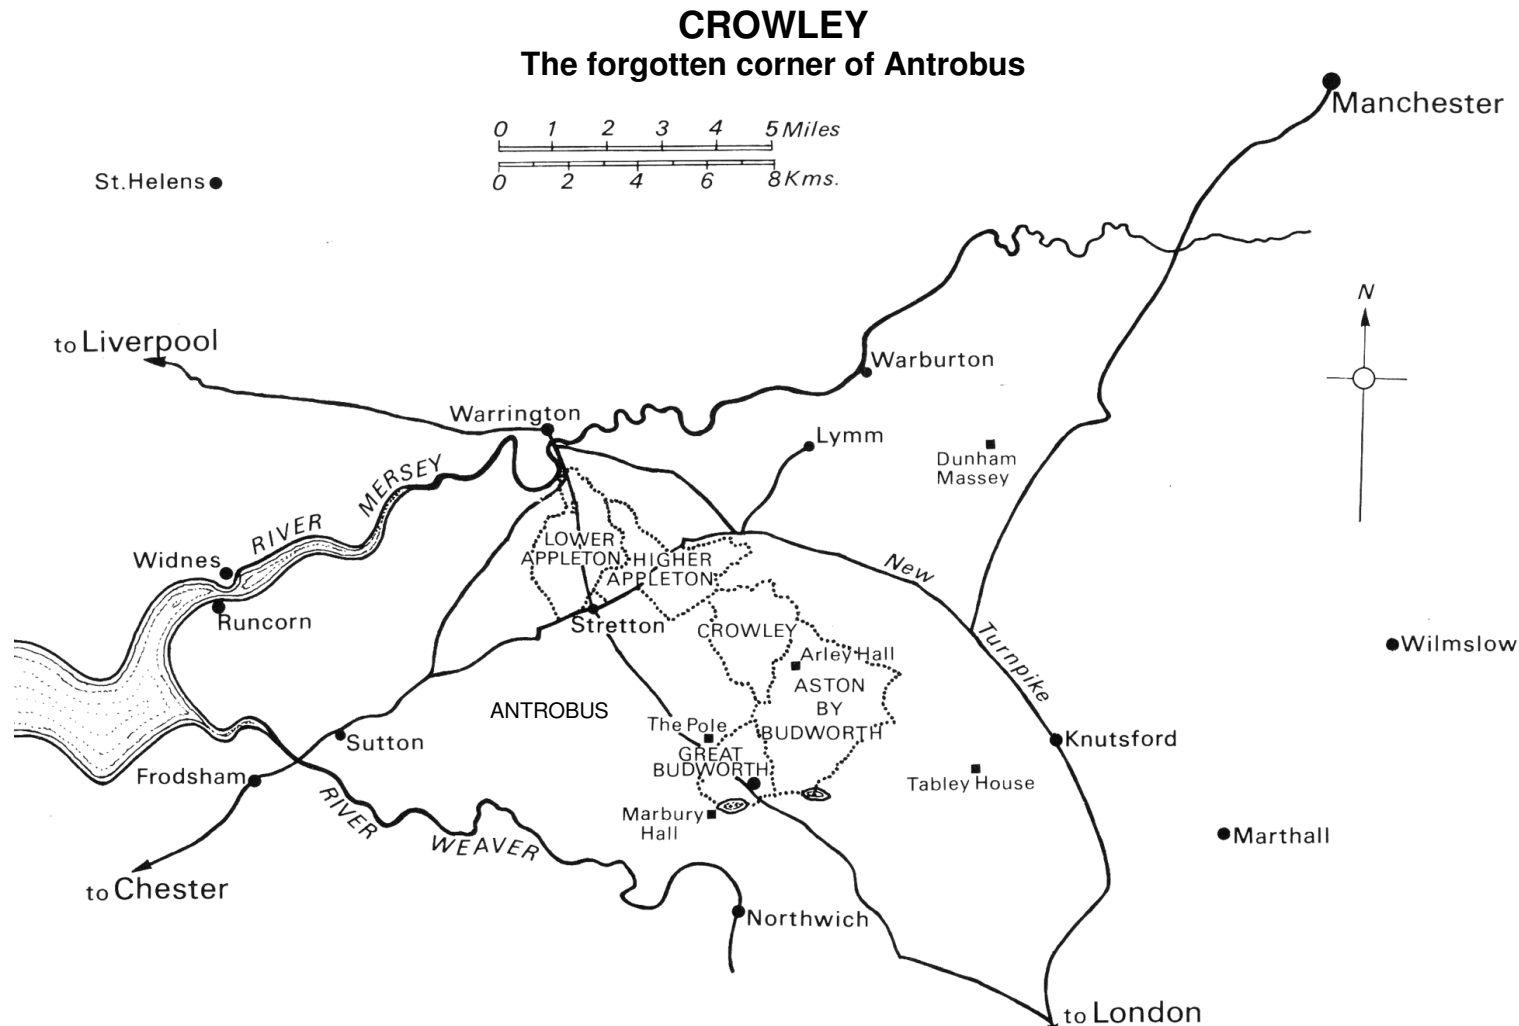 CROWLEY
The forgotten corner of Antrobus
Manchester
0 1 2 3 4 5 Miles
0 2 4 6 8 Kms.
St.Helens
N
to Liverpool
Warburton
Warrington
Lymm
Dunham
Massey
RIVER MERSEY
Widnes
LOWER
APPLETON
HIGHER
APPLETON
New Turnpike
Runcorn
Stretton
CROWLEY
Wilmslow
Arley Hall
ASTON
BY
BUDWORTH
ANTROBUS
The Pole
Sutton
Knutsford
GREAT
BUDWORTH
Frodsham
Tabley House
RIVER WEAVER
Marbury
Hall
Marthall
to Chester
Northwich
to London